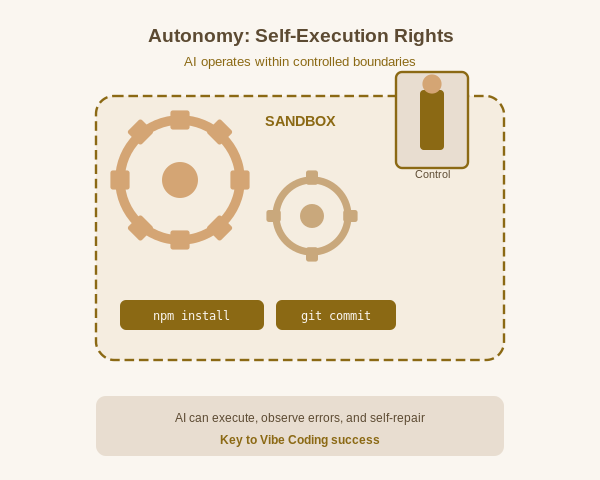 Autonomy: Self-Execution Rights
AI operates within controlled boundaries
SANDBOX
Control
npm install
git commit
AI can execute, observe errors, and self-repair
Key to Vibe Coding success